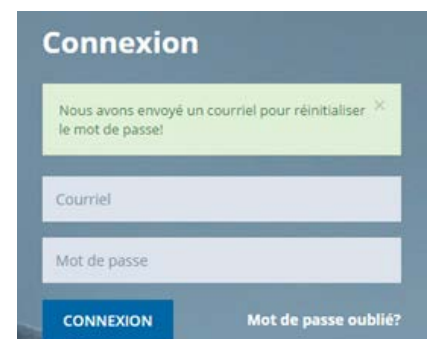 Connexion
Nous avons envoyé un courriel pour réinitialiser ×
le mot de passe!
Courriel
Mot de passe
CONNEXION Mot de passe oublié?